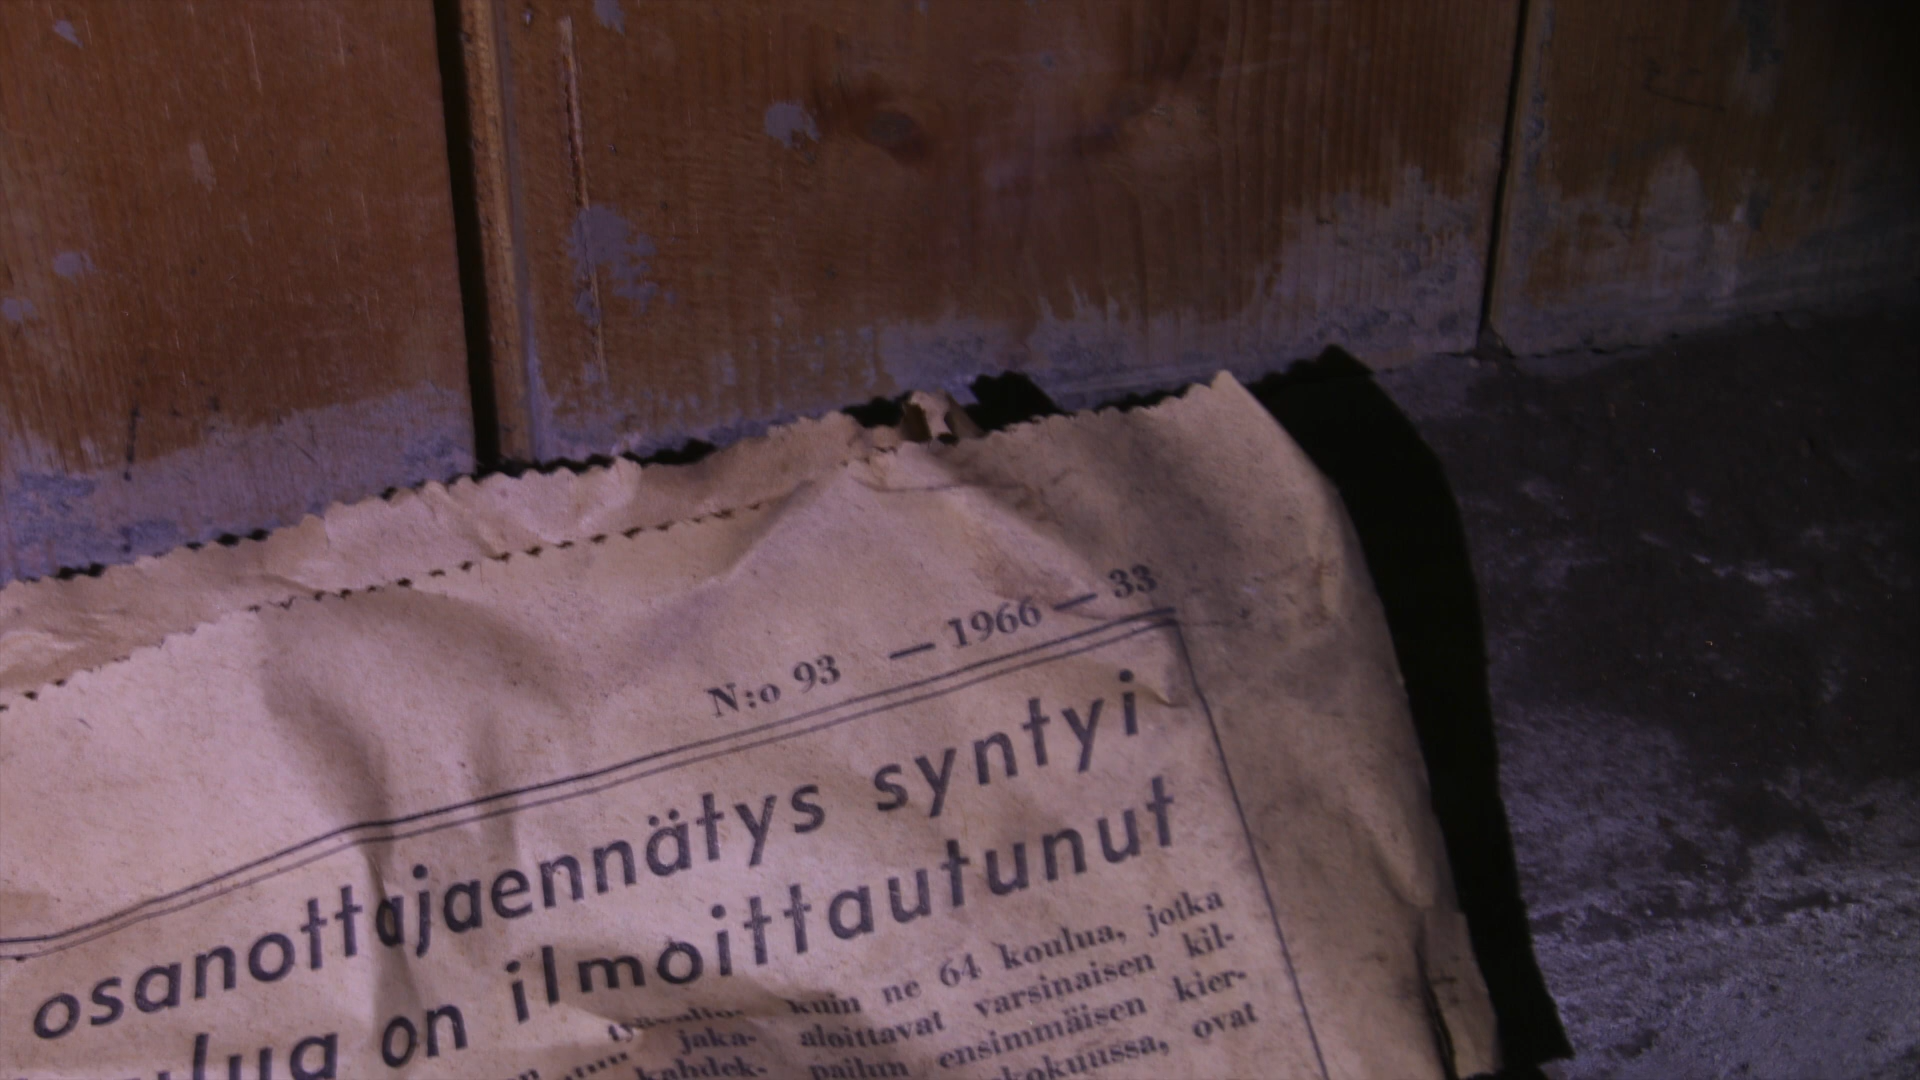 N:o 93 — 1966 — 33
osanottajaennätys syntyi
on ilmoittautunut
jaka-
kahdek-
kuin ne 64 koulua, jotka
aloittavat varsinaisen kil-
pailun ensimmäisen kier-
ovat